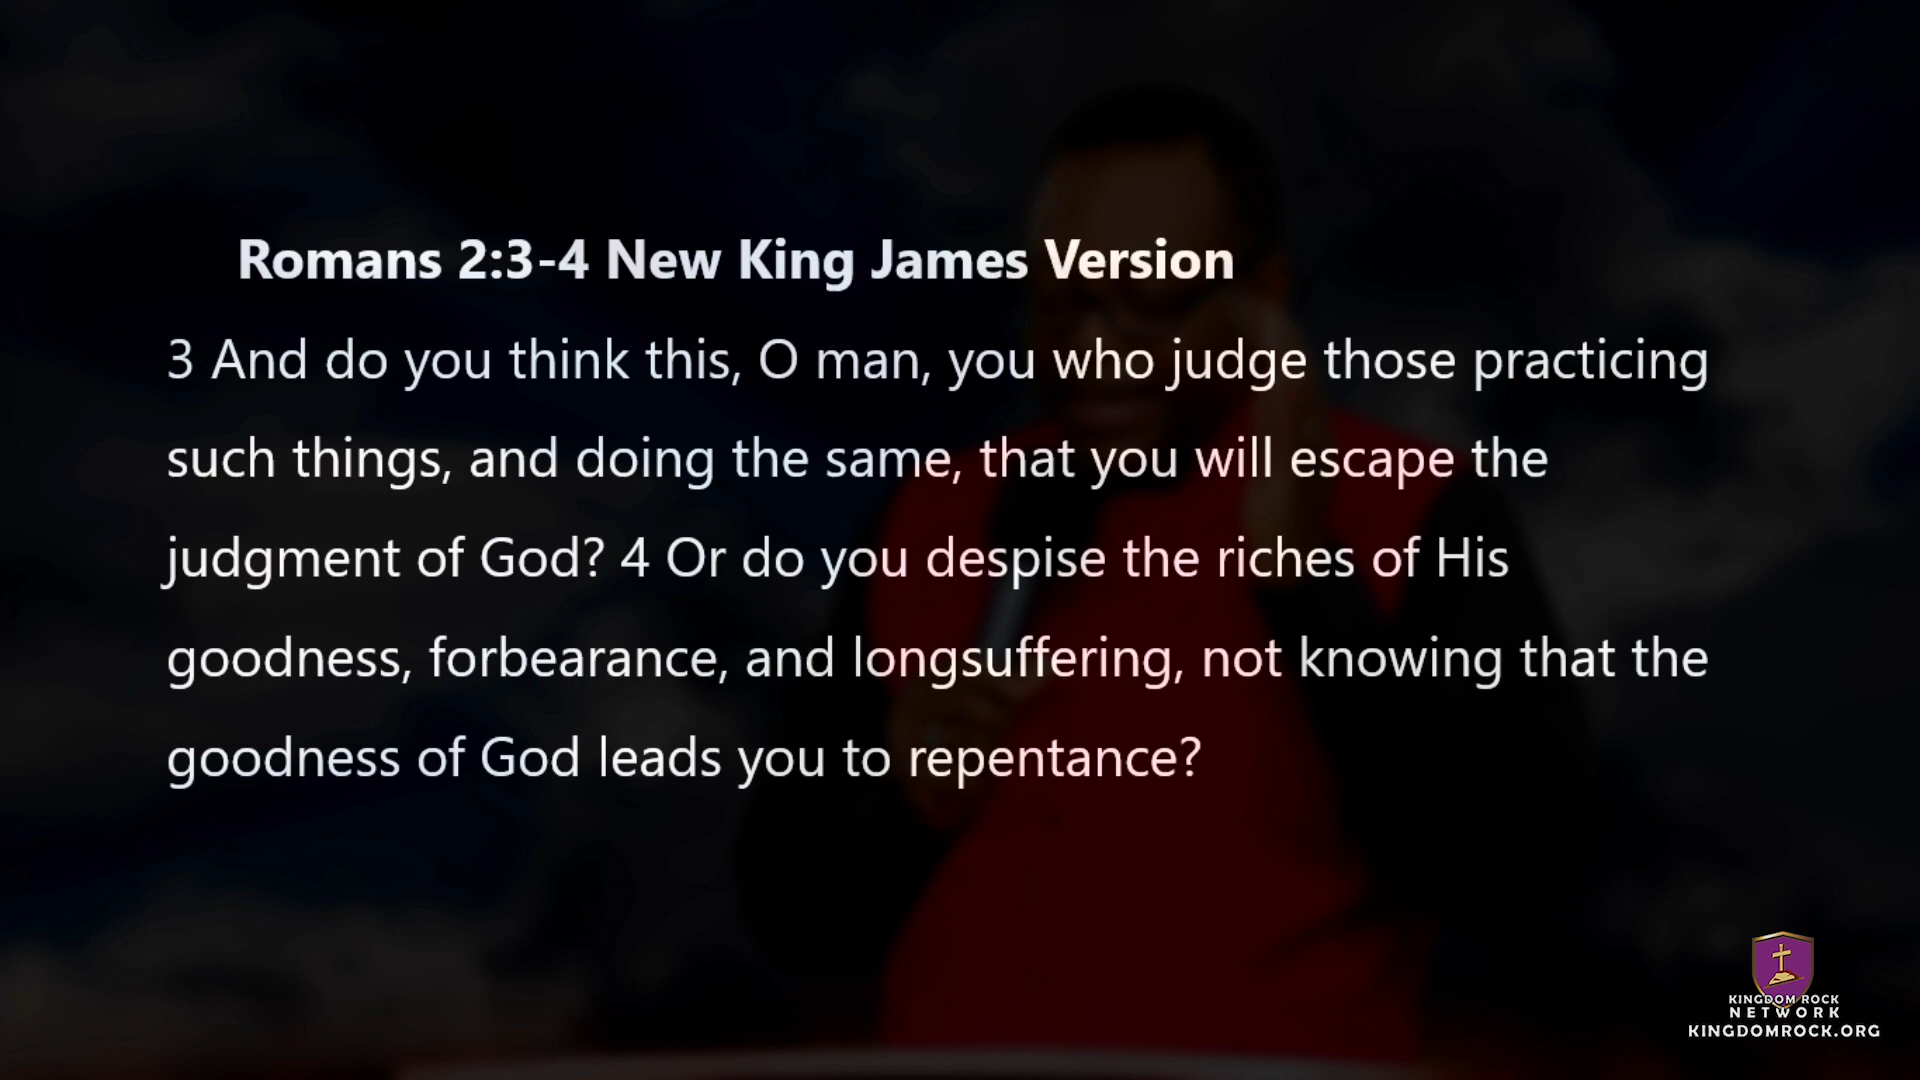 Romans 2:3-4 New King James Version
3 And do you think this, O man, you who judge those practicing
such things, and doing the same, that you will escape the
judgment of God? 4 Or do you despise the riches of His
goodness, forbearance, and longsuffering, not knowing that the
goodness of God leads you to repentance?
KINGDOM ROCK
NETWORK
KINGDOMROCK.ORG